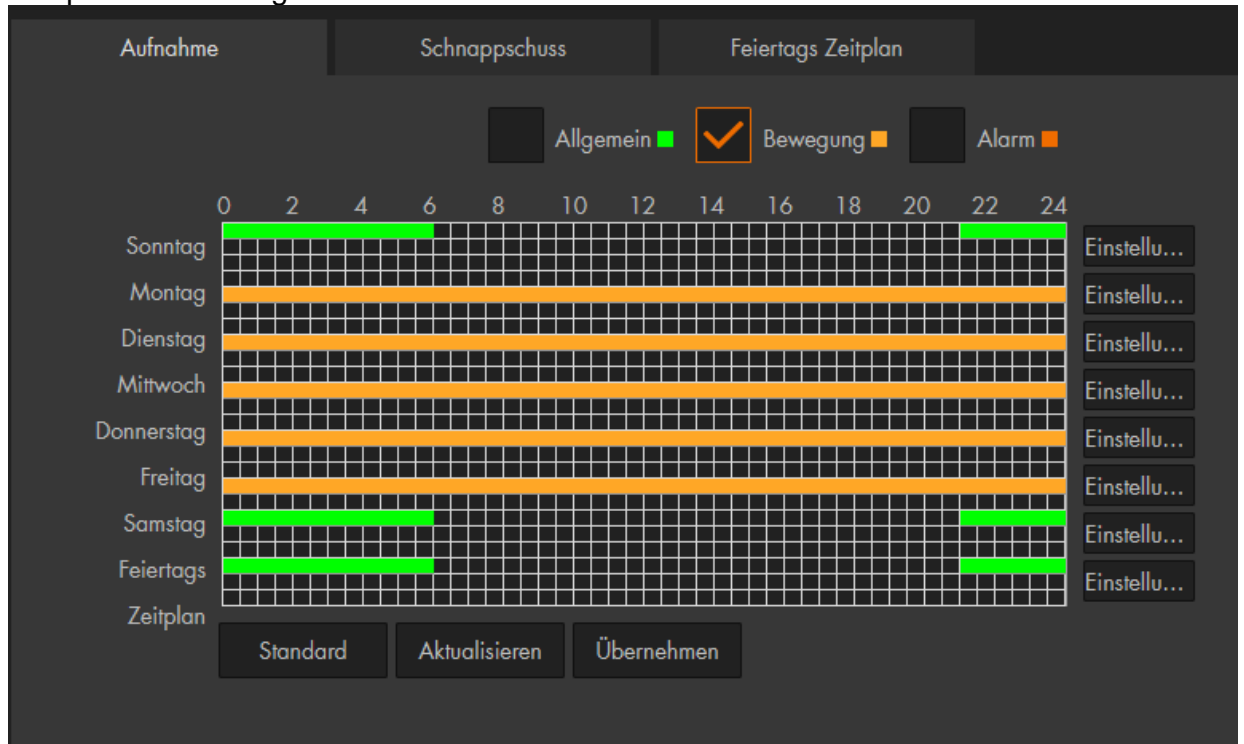 Aufnahme Schnappschuss Feiertags Zeitplan
Allgemein Bewegung Alarm
0 2 4 6 8 10 12 14 16 18 20 22 24
Sonntag Einstellu...
Montag Einstellu...
Dienstag Einstellu...
Mittwoch Einstellu...
Donnerstag Einstellu...
Freitag Einstellu...
Samstag Einstellu...
Feiertags Einstellu...
Zeitplan
Standard Aktualisieren Übernehmen